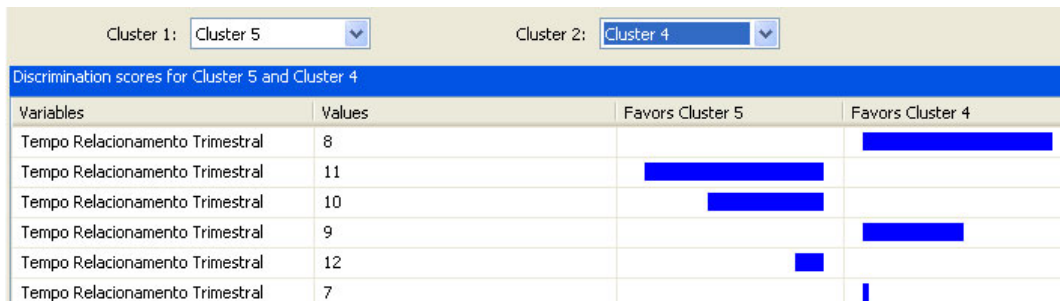 Cluster 1: Cluster 5 Cluster 2: Cluster 4
Discrimination scores for Cluster 5 and Cluster 4
Variables Values Favors Cluster 5 Favors Cluster 4
Tempo Relacionamento Trimestral 8
Tempo Relacionamento Trimestral 11
Tempo Relacionamento Trimestral 10
Tempo Relacionamento Trimestral 9
Tempo Relacionamento Trimestral 12
Tempo Relacionamento Trimestral 7